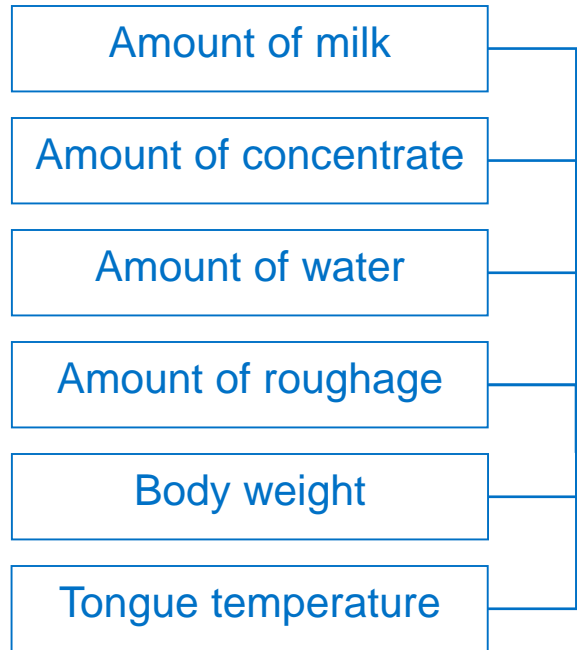 Amount of milk
Amount of concentrate
Amount of water
Amount of roughage
Body weight
Tongue temperature